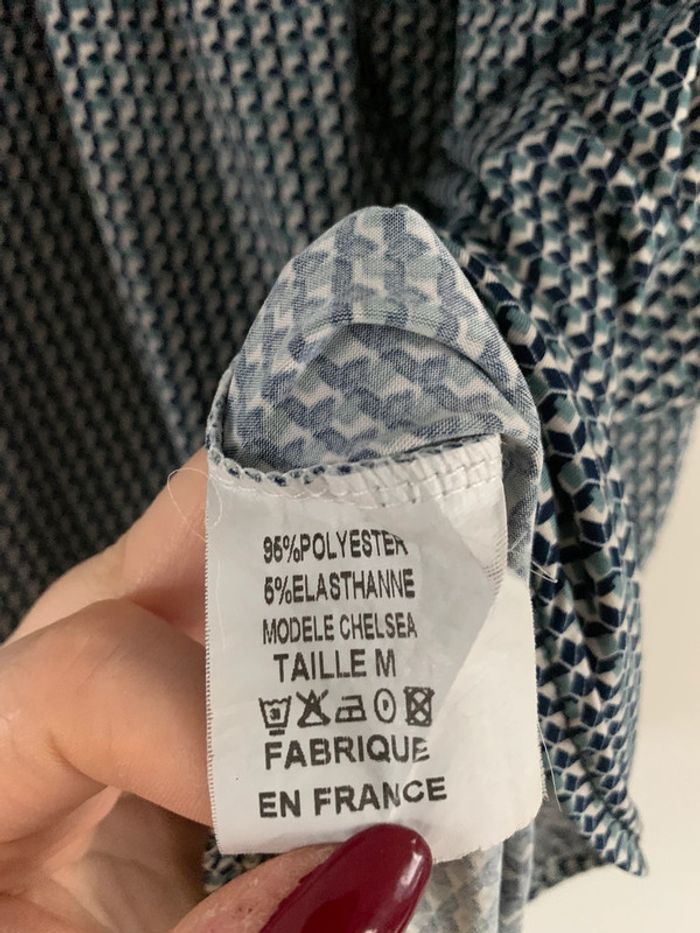 95%POLYESTER
5%ELASTHANNE
MODELE CHELSEA
TAILLE M
FABRIQUE
EN FRANCE